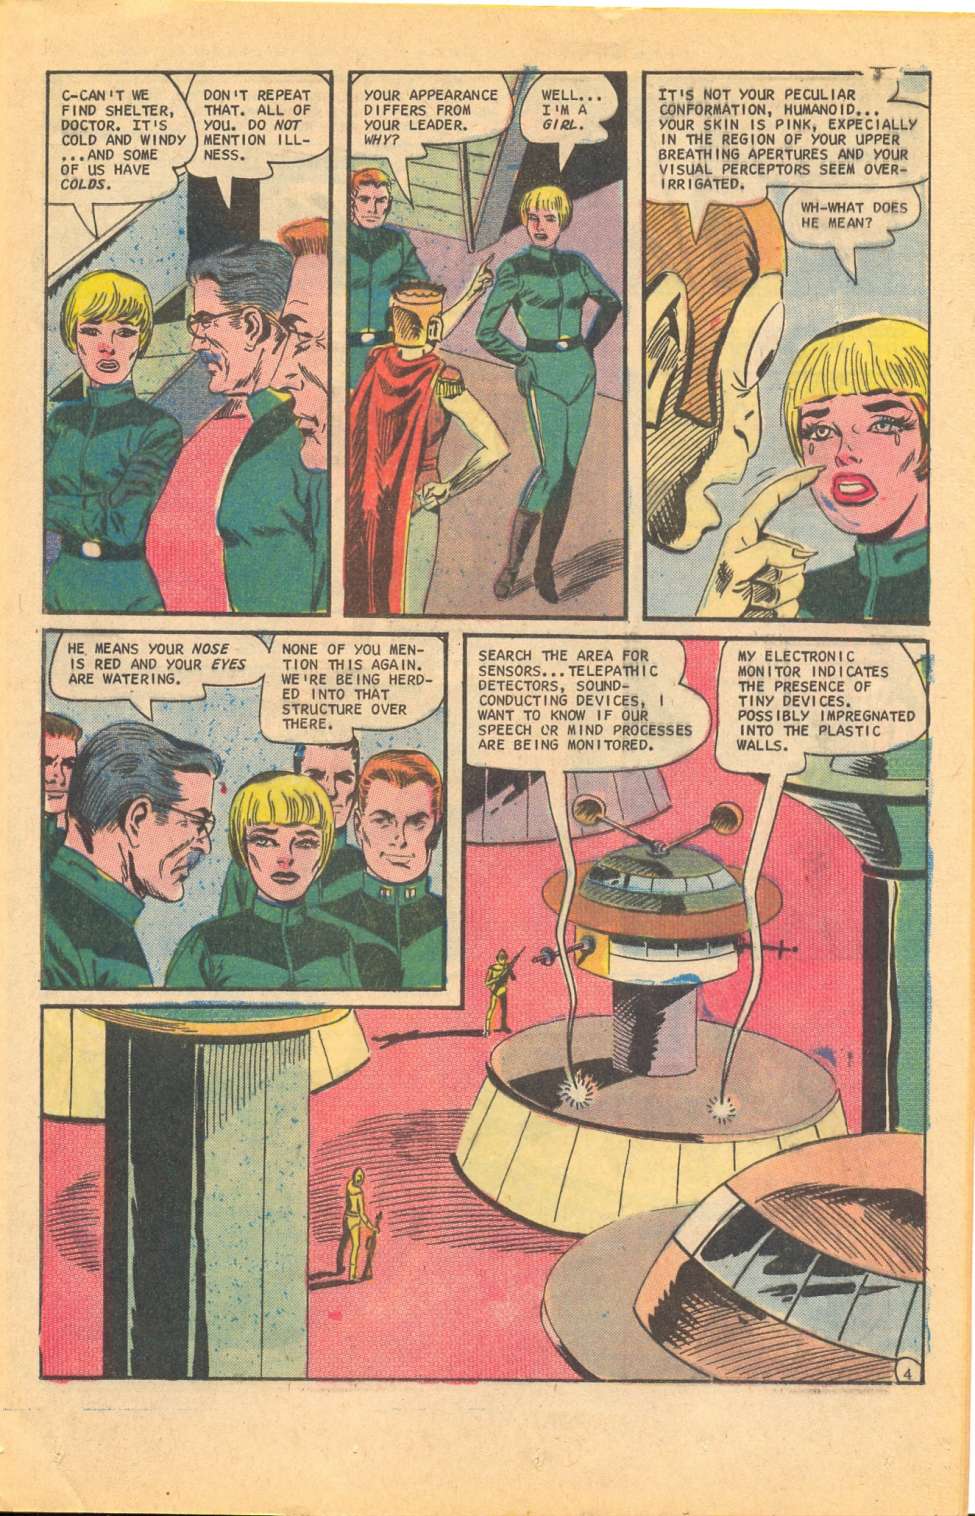 C-CAN'T WE
FIND SHELTER,
DOCTOR. IT'S
COLD AND WINDY
...AND SOME
OF US HAVE
COLDS.
DON'T REPEAT
THAT. ALL OF
YOU. DO NOT
MENTION ILL-
NESS.
YOUR APPEARANCE
DIFFERS FROM
YOUR LEADER.
WHY?
WELL...
I'M A
GIRL.
IT'S NOT YOUR PECULIAR
CONFORMATION, HUMANOID...
YOUR SKIN IS PINK, EXPECIALLY
IN THE REGION OF YOUR UPPER
BREATHING APERTURES AND YOUR
VISUAL PERCEPTORS SEEM OVER-
IRRIGATED.
WH-WHAT DOES
HE MEAN?
HE MEANS YOUR NOSE
IS RED AND YOUR EYES
ARE WATERING.
NONE OF YOU MEN-
TION THIS AGAIN.
WE'RE BEING HERD-
ED INTO THAT
STRUCTURE OVER
THERE.
SEARCH THE AREA FOR
SENSORS...TELEPATHIC
DETECTORS, SOUND-
CONDUCTING DEVICES, I
WANT TO KNOW IF OUR
SPEECH OR MIND PROCESSES
ARE BEING MONITORED.
MY ELECTRONIC
MONITOR INDICATES
THE PRESENCE OF
TINY DEVICES.
POSSIBLY IMPREGNATED
INTO THE PLASTIC
WALLS.
4